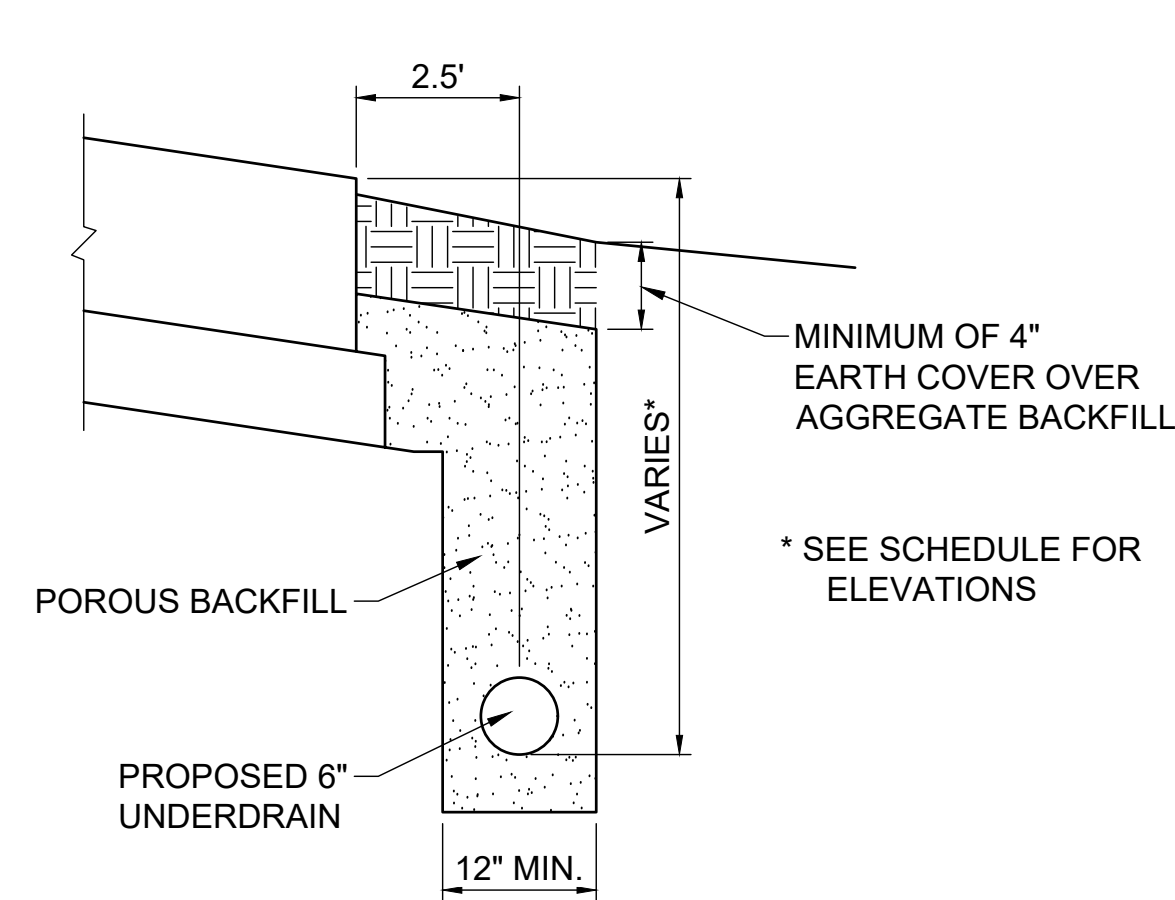 2.5'
MINIMUM OF 4"
EARTH COVER OVER
AGGREGATE BACKFILL
VARIES*
* SEE SCHEDULE FOR
ELEVATIONS
POROUS BACKFILL
PROPOSED 6"
UNDERDRAIN
12" MIN.